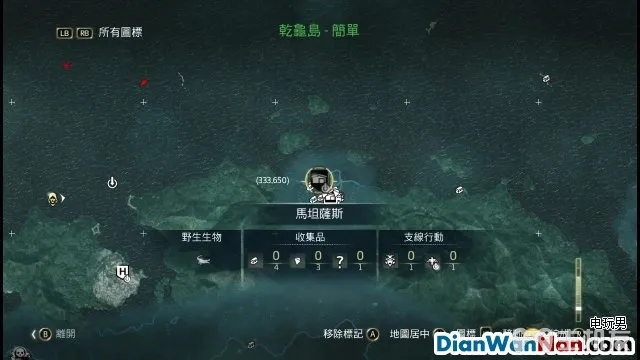 LB RB 所有圖標
乾龜島 - 簡單
(333,650)
馬坦薩斯
野生生物
收集品
支線行動
0 0 ? 0
4 3 1
0 0
1 1
H
B 離開
移除標記 A
地圖居中
圖標
电玩男
DianWanNan.com